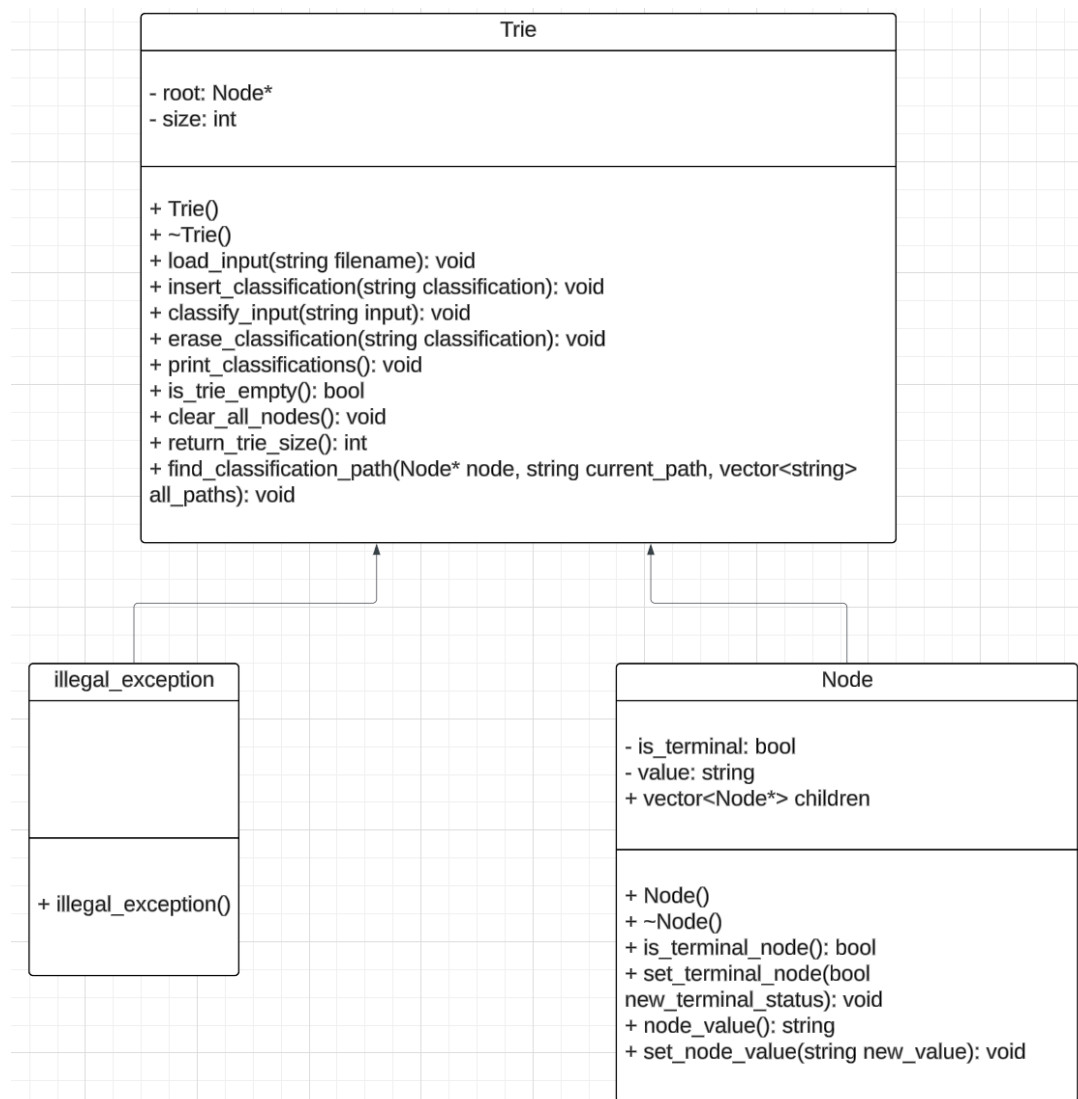 Trie
- root: Node*
- size: int
+ Trie()
+ ~Trie()
+ load_input(string filename): void
+ insert_classification(string classification): void
+ classify_input(string input): void
+ erase_classification(string classification): void
+ print_classifications(): void
+ is_trie_empty(): bool
+ clear_all_nodes(): void
+ return_trie_size(): int
+ find_classification_path(Node* node, string current_path, vector<string>
all_paths): void
illegal_exception
+ illegal_exception()
Node
- is_terminal: bool
- value: string
+ vector<Node*> children
+ Node()
+ ~Node()
+ is_terminal_node(): bool
+ set_terminal_node(bool
new_terminal_status): void
+ node_value(): string
+ set_node_value(string new_value): void